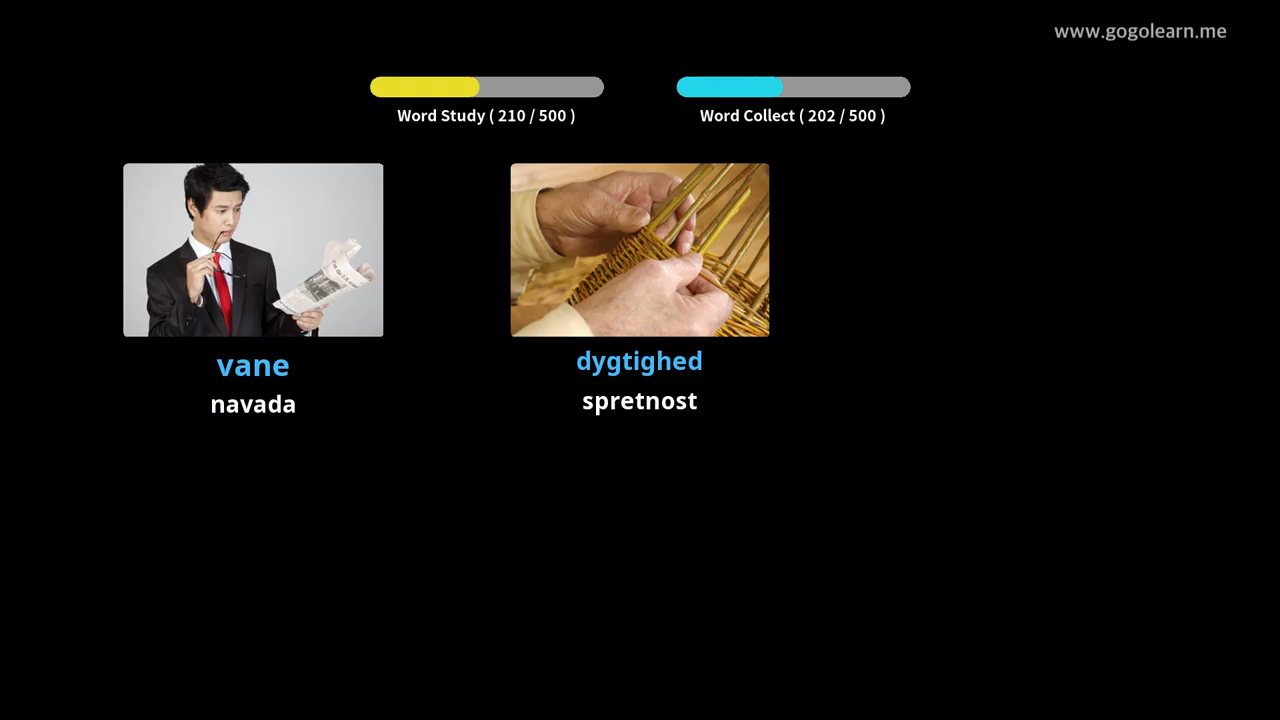 www.gogolearn.me
Word Study ( 210 / 500 )
Word Collect ( 202 / 500 )
vane
navada
dygtighed
spretnost